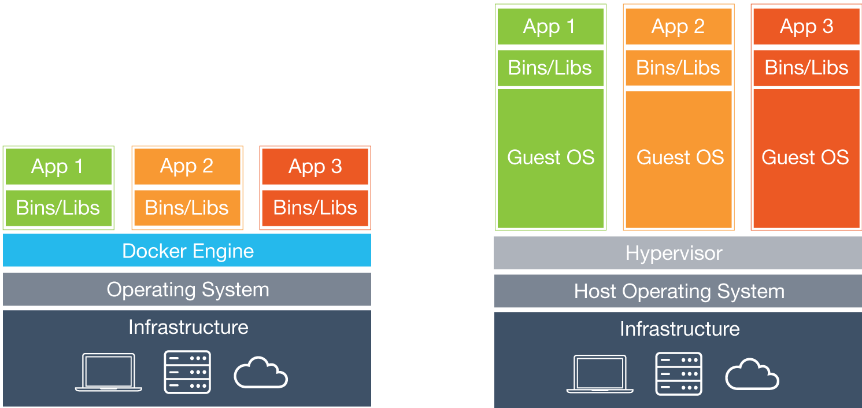 App 1
App 2
App 3
Bins/Libs
Bins/Libs
Bins/Libs
Docker Engine
Operating System
Infrastructure
App 1
App 2
App 3
Bins/Libs
Bins/Libs
Bins/Libs
Guest OS
Guest OS
Guest OS
Hypervisor
Host Operating System
Infrastructure